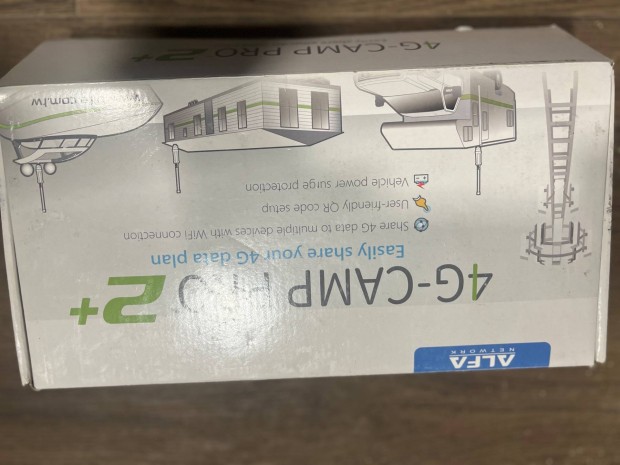 ALFA
NETWORK
4G-CAMP PRO 2+
Easily share your 4G data plan
Share 4G data to multiple devices with WiFi connection
User-friendly QR code setup
Vehicle power surge protection
4G-CAMP PRO 2+